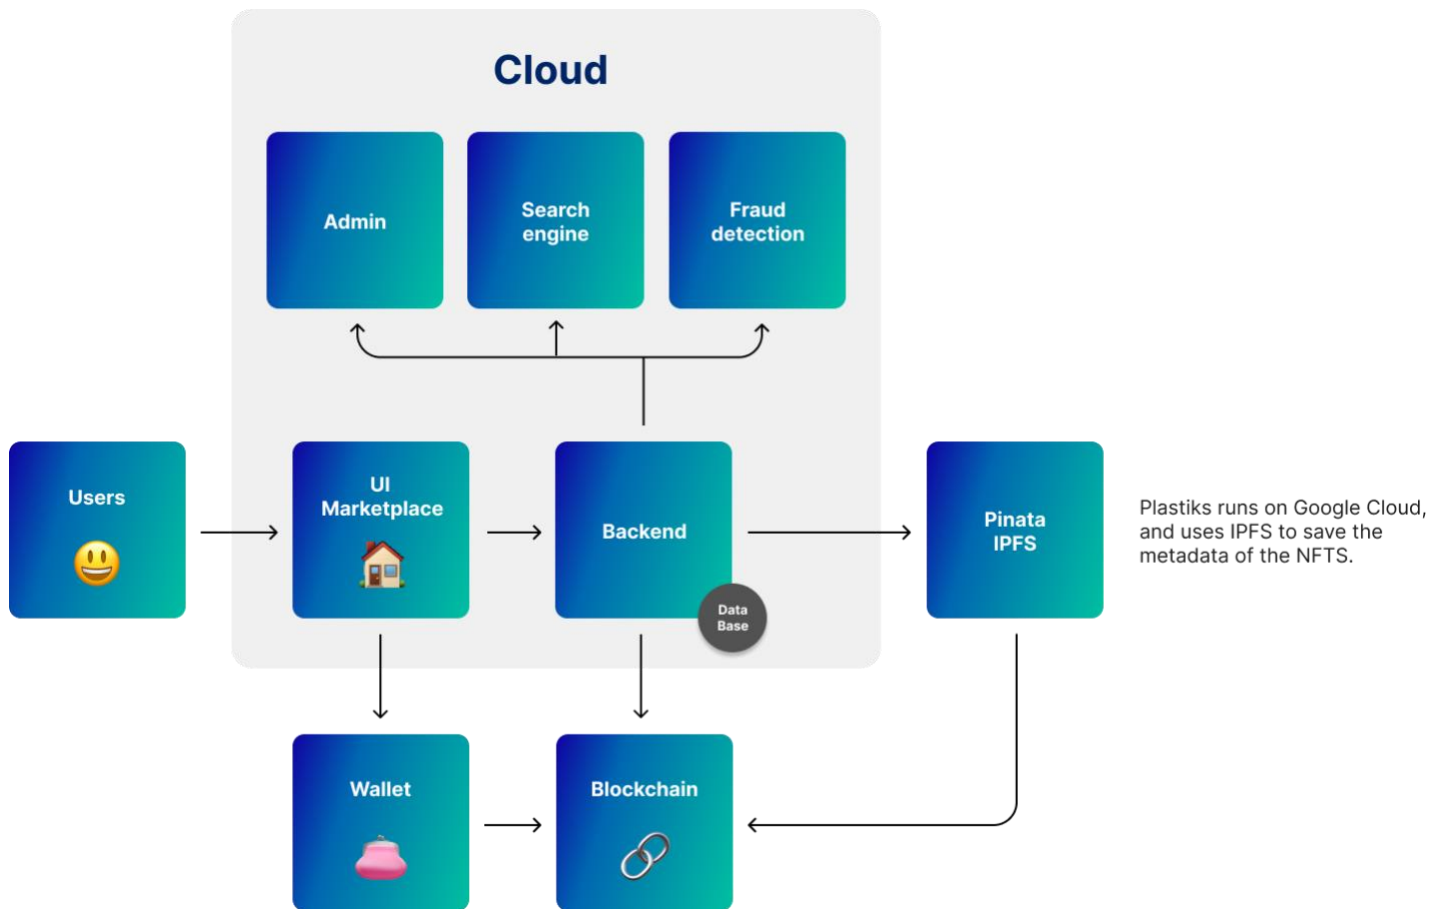 Cloud
Admin
Search
engine
Fraud
detection
Users
UI
Marketplace
Backend
Data
Base
Pinata
IPFS
Plastiks runs on Google Cloud,
and uses IPFS to save the
metadata of the NFTS.
Wallet
Blockchain